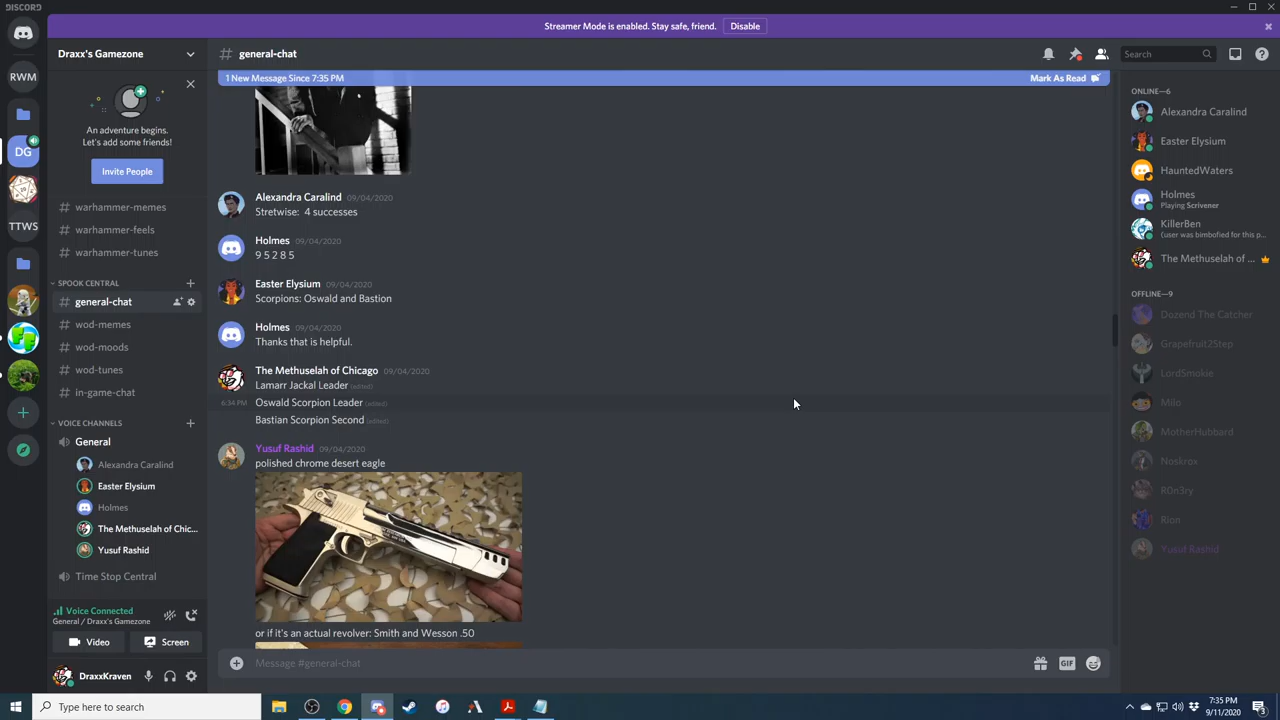 DISCORD
Streamer Mode is enabled. Stay safe, friend.
Disable
Draxx's Gamezone
general-chat
Search
1 New Message Since 7:35 PM
Mark As Read
RWM
DG
TTWS
An adventure begins.
Let's add some friends!
Invite People
# warhammer-memes
# warhammer-feels
# warhammer-tunes
SPOOK CENTRAL
# general-chat
# wod-memes
# wod-moods
# wod-tunes
# in-game-chat
VOICE CHANNELS
General
Alexandra Caralind
Easter Elysium
Holmes
The Methuselah of Chic...
Yusuf Rashid
Time Stop Central
Voice Connected
General / Draxx's Gamezone
Video
Screen
DraxxKraven
Alexandra Caralind 09/04/2020
Stretwise: 4 successes
Holmes 09/04/2020
9 5 2 8 5
Easter Elysium 09/04/2020
Scorpions: Oswald and Bastion
Holmes 09/04/2020
Thanks that is helpful.
The Methuselah of Chicago 09/04/2020
Lamarr Jackal Leader (edited)
6:34 PM Oswald Scorpion Leader (edited)
Bastian Scorpion Second (edited)
Yusuf Rashid 09/04/2020
polished chrome desert eagle
or if it's an actual revolver: Smith and Wesson .50
Message #general-chat
GIF
ONLINE—6
Alexandra Caralind
Easter Elysium
HauntedWaters
Holmes
Playing Scrivener
KillerBen
(user was bimbofied for this p...
The Methuselah of ...
OFFLINE—9
Dozend The Catcher
Grapefruit2Step
LordSmokie
Milo
MotherHubbard
Noskrox
R0n3ry
Rion
Yusuf Rashid
Type here to search
7:35 PM
9/11/2020